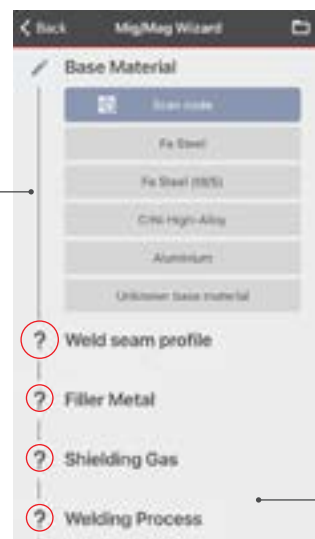 Back Mig/Mag Wizard
Base Material
Scan code
Fe Steel
Fe Steel
CrNi High-Alloy
Aluminium
Unknown base material
? Weld seam profile
? Filler Metal
? Shielding Gas
? Welding Process